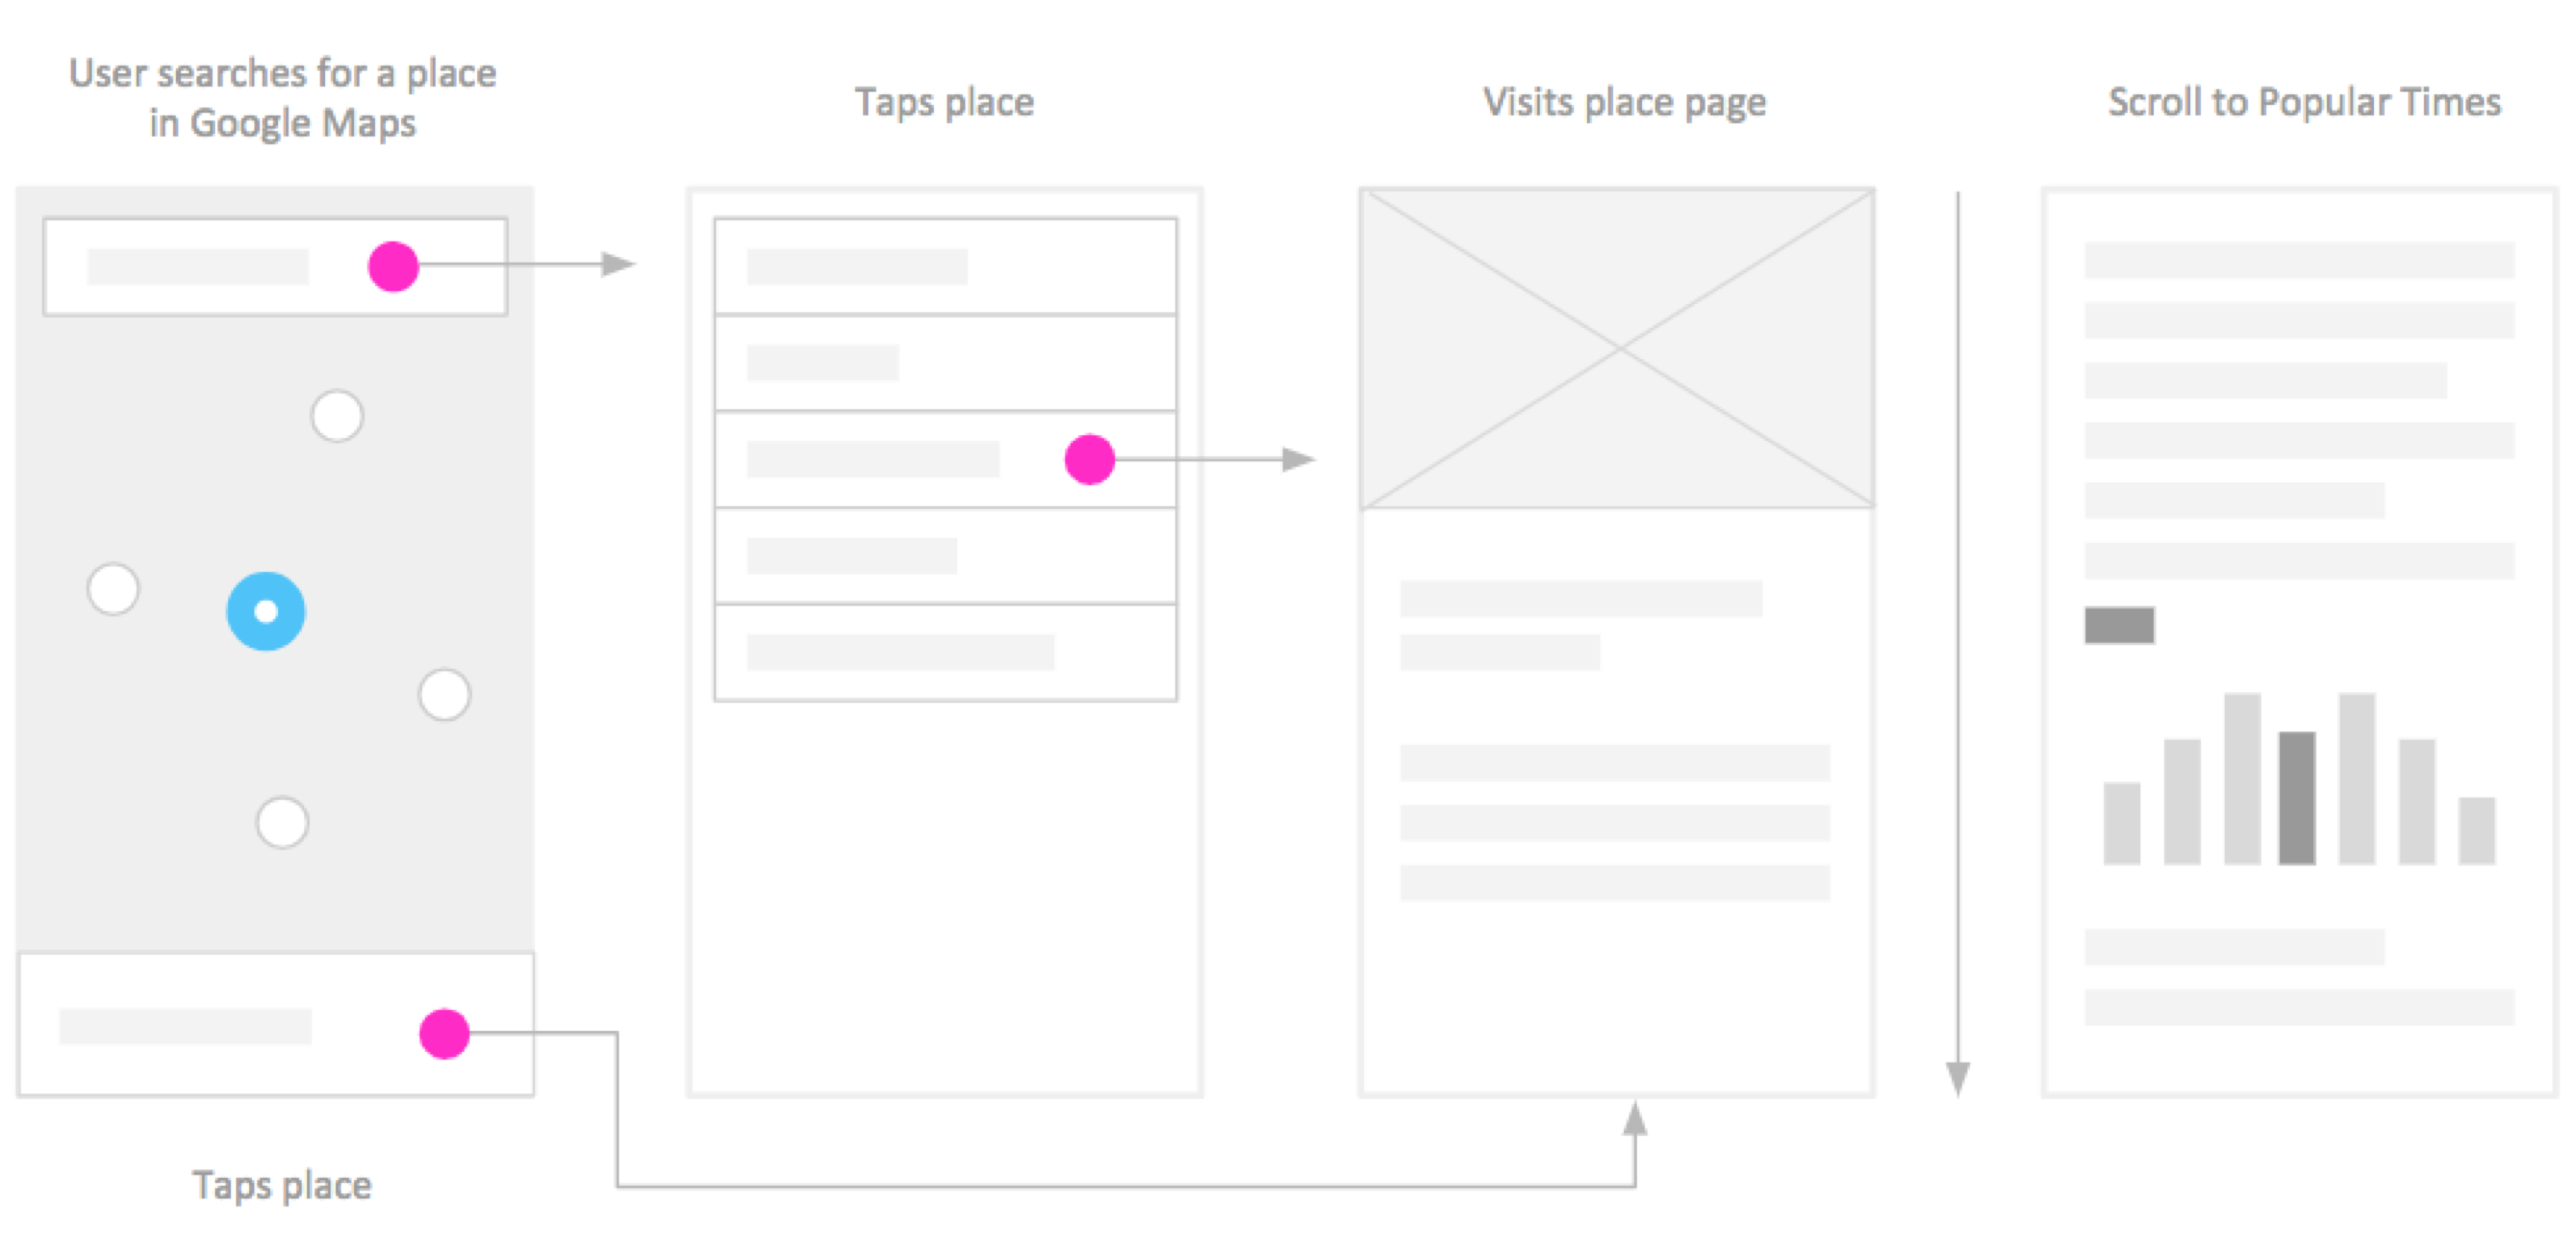 User searches for a place
in Google Maps
Taps place
Visits place page
Scroll to Popular Times
Taps place